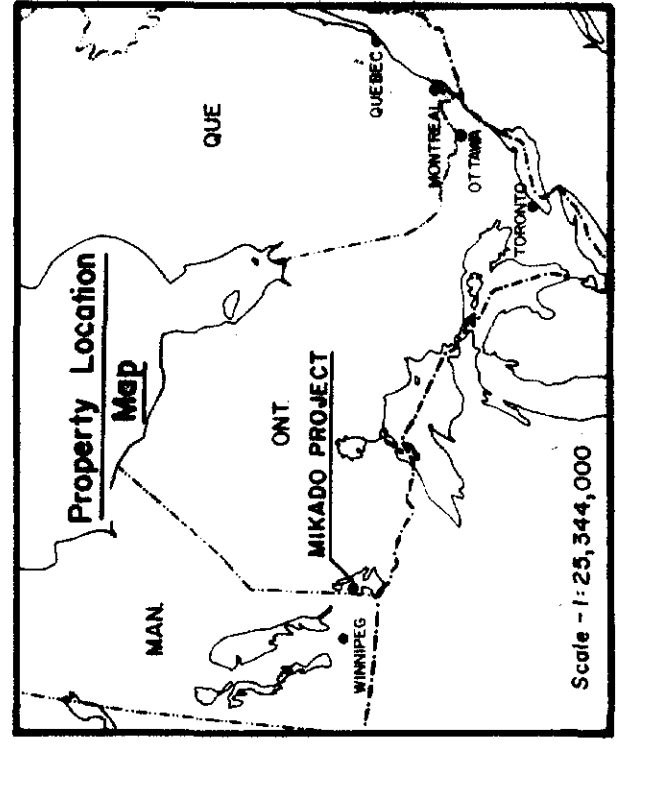 Property Location
Map
MAN.
ONT.
QUE
MIKADO PROJECT
WINNIPEG
QUEBEC
MONTREAL
OTTAWA
TORONTO
Scale - 1:25,344,000